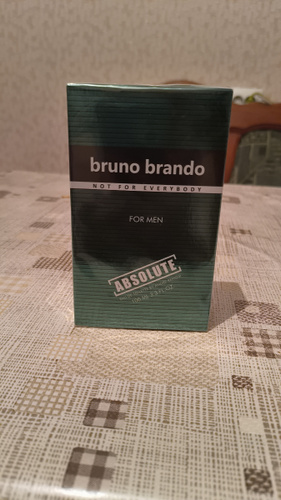 bruno brando
NOT FOR EVERYBODY
FOR MEN
ABSOLUTE